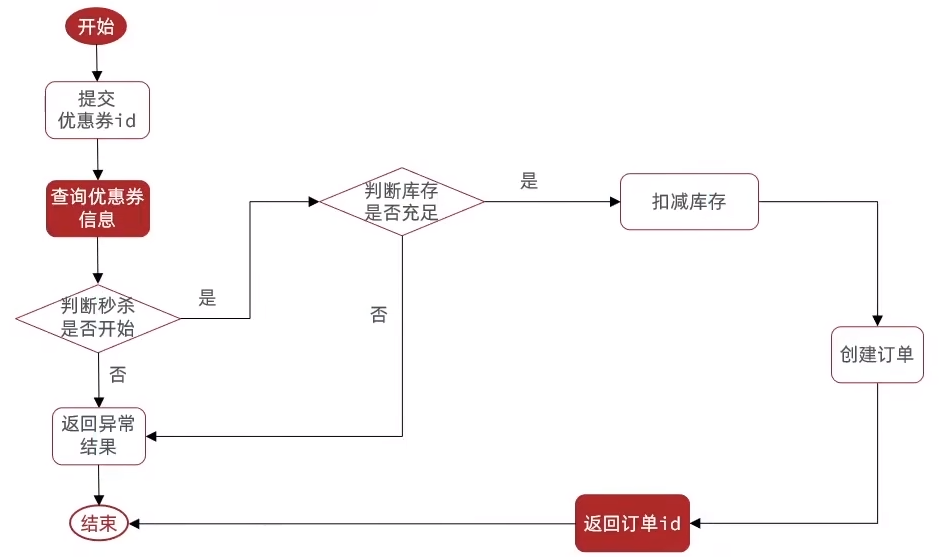 开始
提交
优惠券id
查询优惠券
信息
判断秒杀
是否开始
是
否
返回异常
结果
结束
判断库存
是否充足
是
否
扣减库存
创建订单
返回订单id